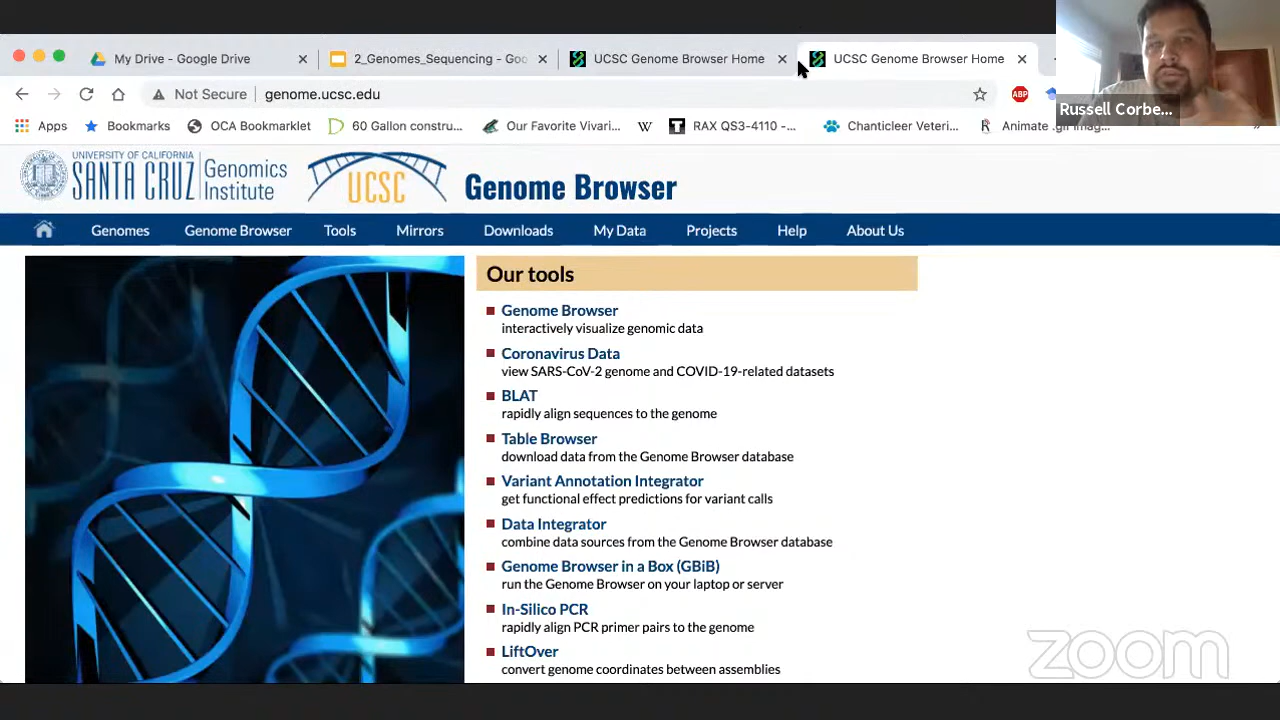 My Drive - Google Drive
2_Genomes_Sequencing - Goo
UCSC Genome Browser Home
UCSC Genome Browser Home
Not Secure
genome.ucsc.edu
ABP
Russell Corbe...
Apps
Bookmarks
OCA Bookmarklet
60 Gallon constru...
Our Favorite Vivari...
W
T
RAX QS3-4110 -...
Chanticleer Veteri...
Animate .gif imag...
»
UNIVERSITY OF CALIFORNIA
SANTA CRUZ
Genomics
Institute
UCSC
Genome Browser
Genomes
Genome Browser
Tools
Mirrors
Downloads
My Data
Projects
Help
About Us
Our tools
Genome Browser
interactively visualize genomic data
Coronavirus Data
view SARS-CoV-2 genome and COVID-19-related datasets
BLAT
rapidly align sequences to the genome
Table Browser
download data from the Genome Browser database
Variant Annotation Integrator
get functional effect predictions for variant calls
Data Integrator
combine data sources from the Genome Browser database
Genome Browser in a Box (GBiB)
run the Genome Browser on your laptop or server
In-Silico PCR
rapidly align PCR primer pairs to the genome
LiftOver
convert genome coordinates between assemblies
zoom